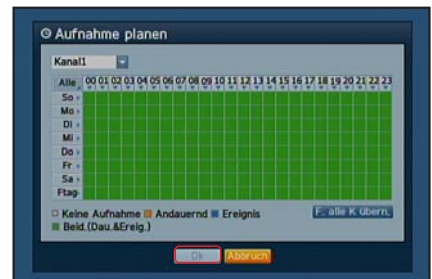 Aufnahme planen
Kanal1
Alle 00 01 02 03 04 05 06 07 08 09 10 11 12 13 14 15 16 17 18 19 20 21 22 23
So
Mo
Di
Mi
Do
Fr
Sa
Ftag
Keine Aufnahme Andauernd Ereignis
F. alle K übern.
Beid.(Dau.&Ereig.)
Ok Abbruch